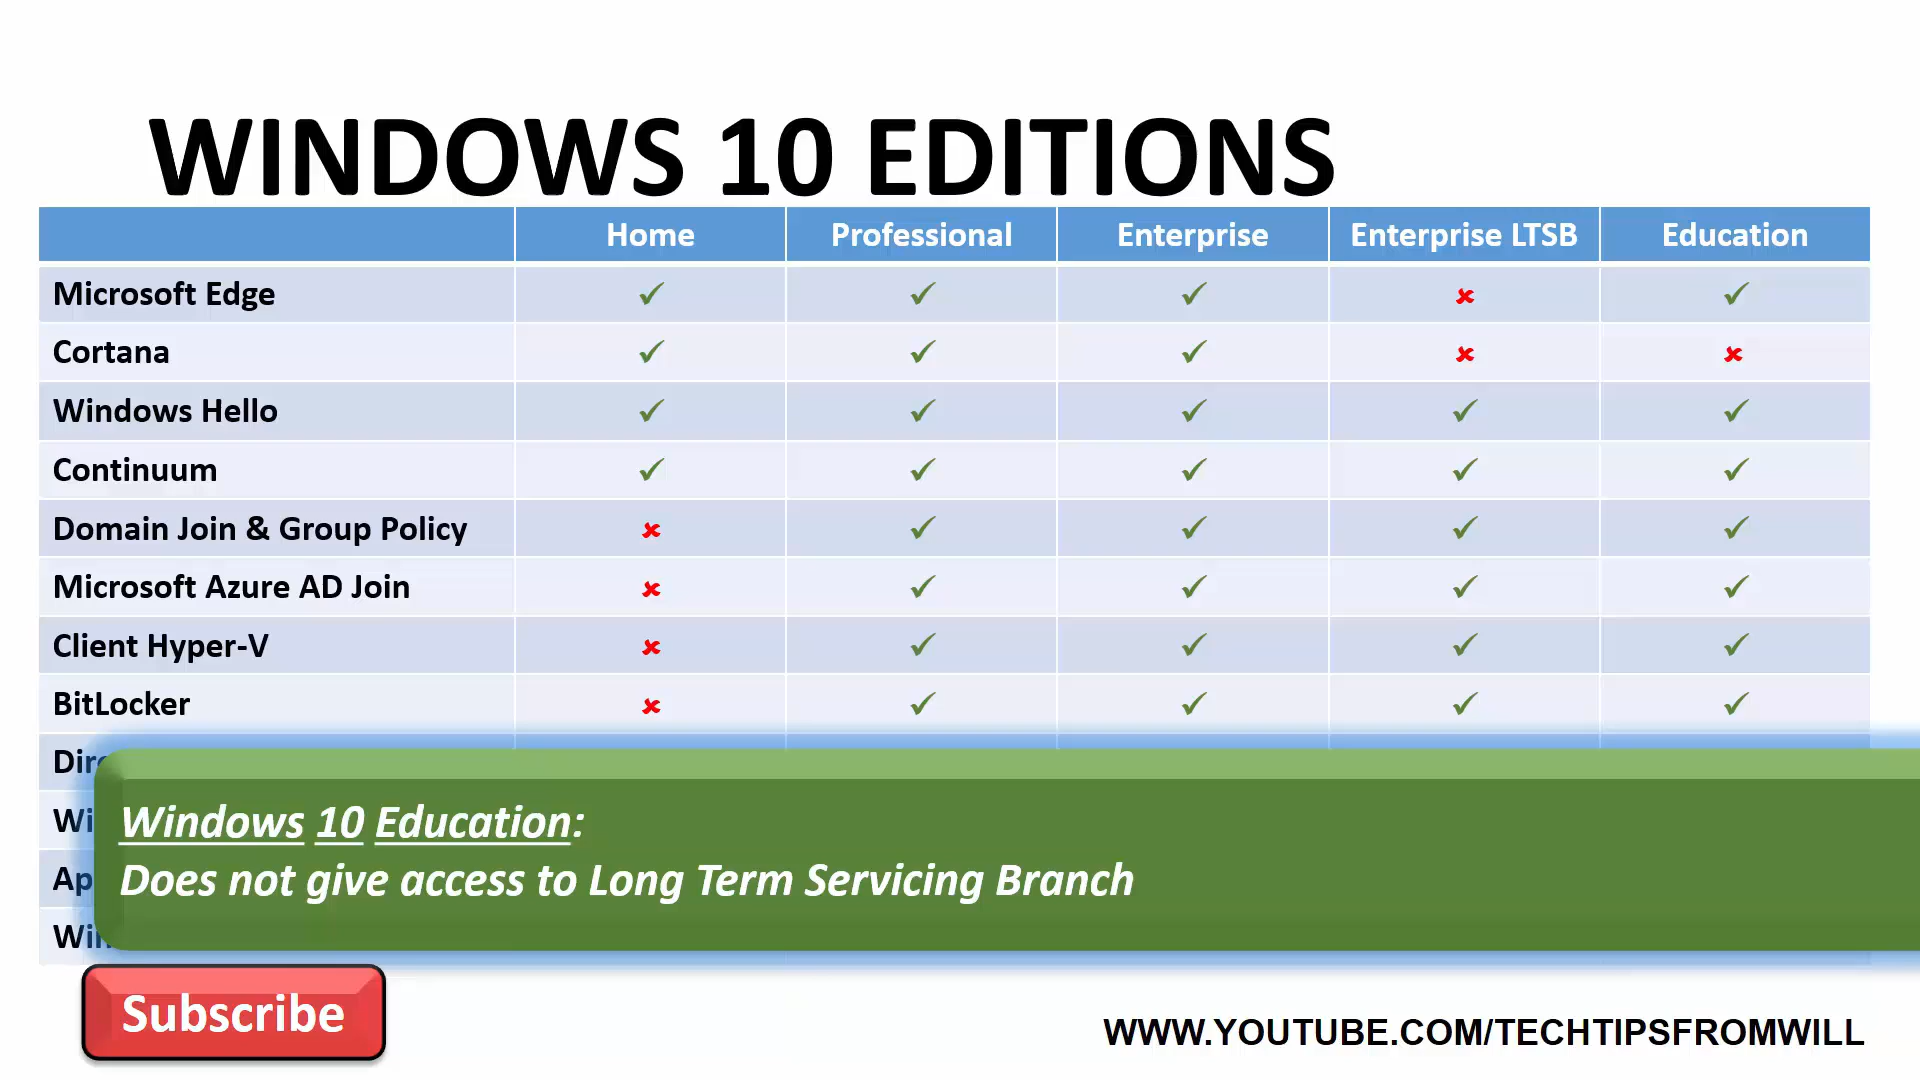 WINDOWS 10 EDITIONS
Home Professional Enterprise Enterprise LTSB Education
Microsoft Edge ✓ ✓ ✓ ✗ ✓
Cortana ✓ ✓ ✓ ✗ ✗
Windows Hello ✓ ✓ ✓ ✓ ✓
Continuum ✓ ✓ ✓ ✓ ✓
Domain Join & Group Policy ✗ ✓ ✓ ✓ ✓
Microsoft Azure AD Join ✗ ✓ ✓ ✓ ✓
Client Hyper-V ✗ ✓ ✓ ✓ ✓
BitLocker ✗ ✓ ✓ ✓ ✓
Windows 10 Education:
Does not give access to Long Term Servicing Branch
Subscribe
WWW.YOUTUBE.COM/TECHTIPSFROMWILL